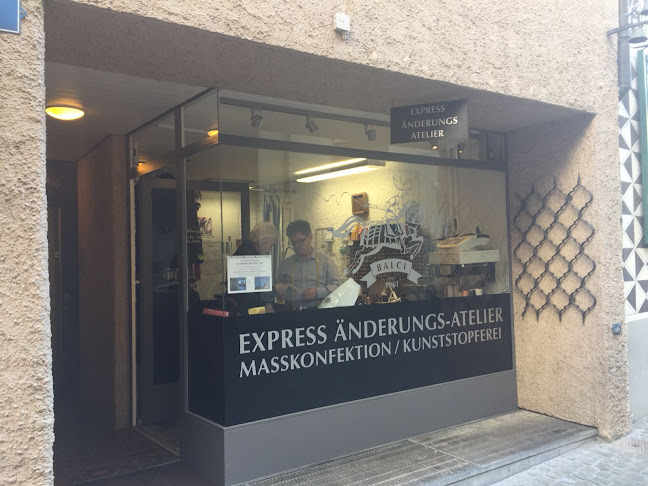 EXPRESS
ÄNDERUNGS
ATELIER
BALCI
EXPRESS ÄNDERUNGS-ATELIER
MASSKONFEKTION / KUNSTSTOPFEREI